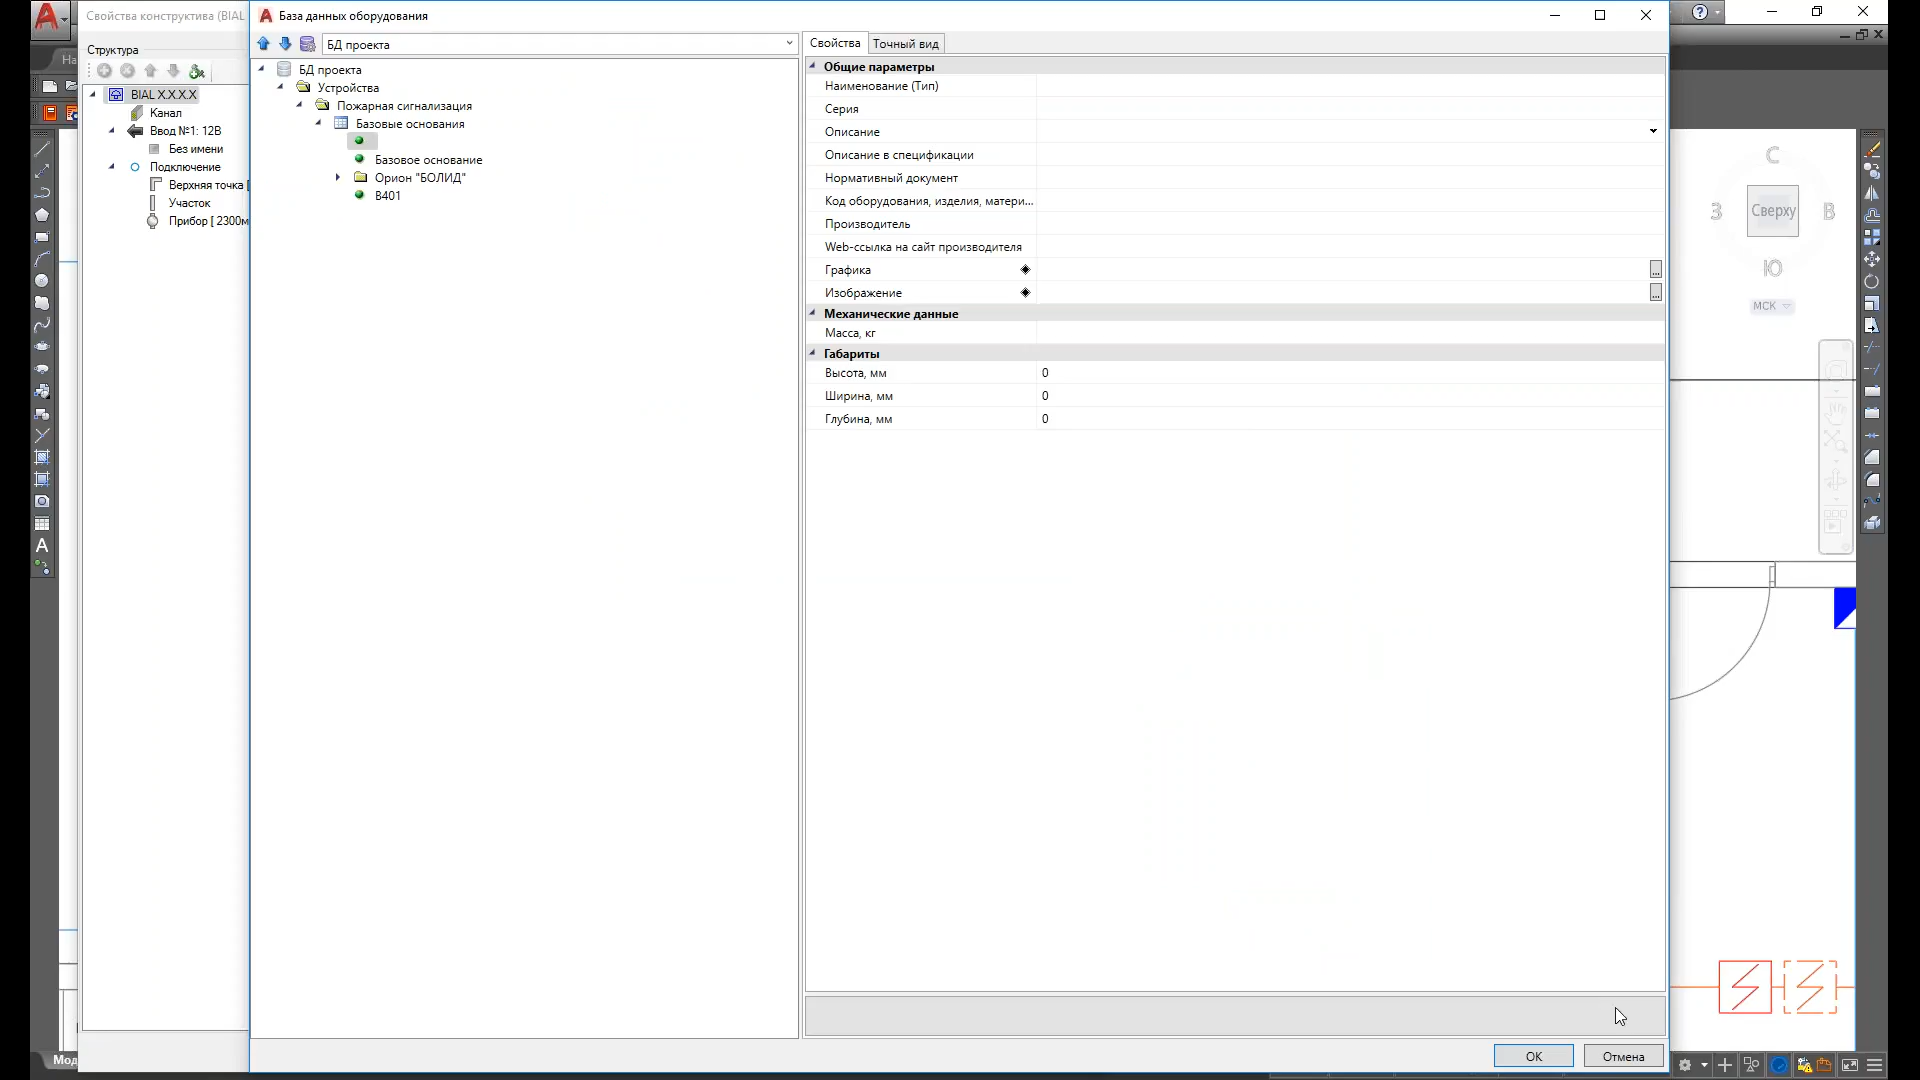 Свойства конструктива (BIAL
Структура
BIAL X.X.X.X
Канал
Ввод №1: 12В
Без имени
Подключение
Верхняя точка [
Участок
Прибор [ 2300м
На
Мод
База данных оборудования
БД проекта
БД проекта
Устройства
Пожарная сигнализация
Базовые основания
Базовое основание
Орион "БОЛИД"
В401
Свойства
Точный вид
Общие параметры
Наименование (Тип)
Серия
Описание
Описание в спецификации
Нормативный документ
Код оборудования, изделия, матери...
Производитель
Web-ссылка на сайт производителя
Графика
...
Изображение
...
Механические данные
Масса, кг
Габариты
Высота, мм 0
Ширина, мм 0
Глубина, мм 0
OK
Отмена
С
З
Сверху
В
Ю
МСК
A